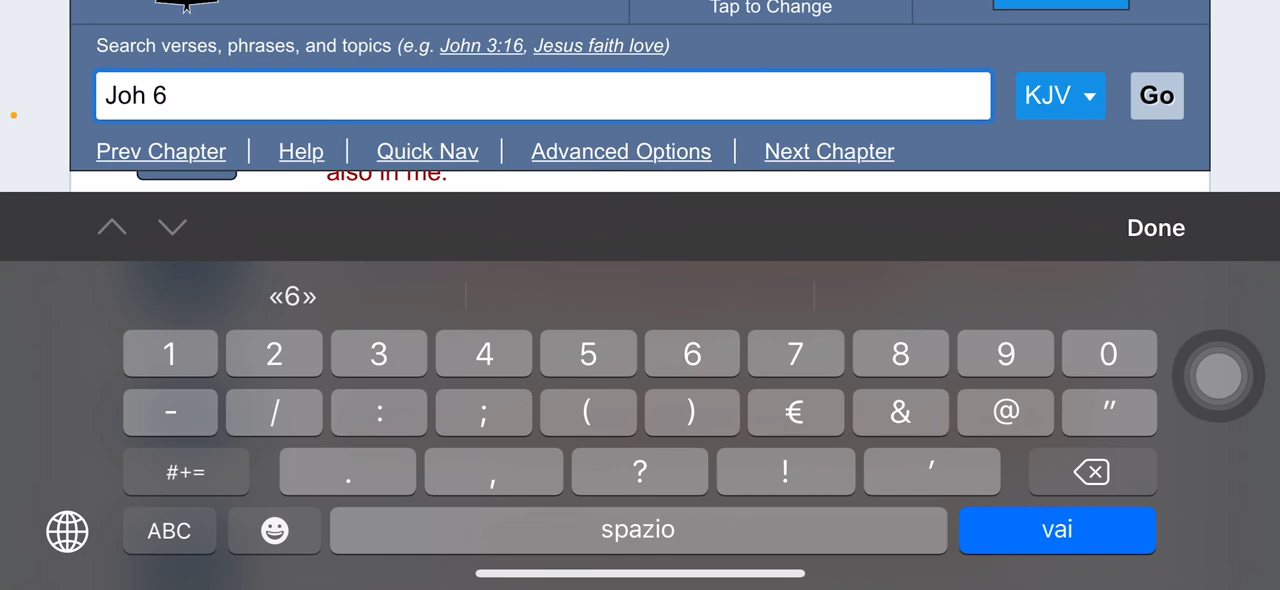 Tap to Change
Search verses, phrases, and topics (e.g. John 3:16, Jesus faith love)
Joh 6
KJV
Go
Prev Chapter | Help | Quick Nav | Advanced Options | Next Chapter
also in me.
Done
«6»
1 2 3 4 5 6 7 8 9 0
- / : ; ( ) € & @ "
#+= . , ? ! '
ABC spazio vai